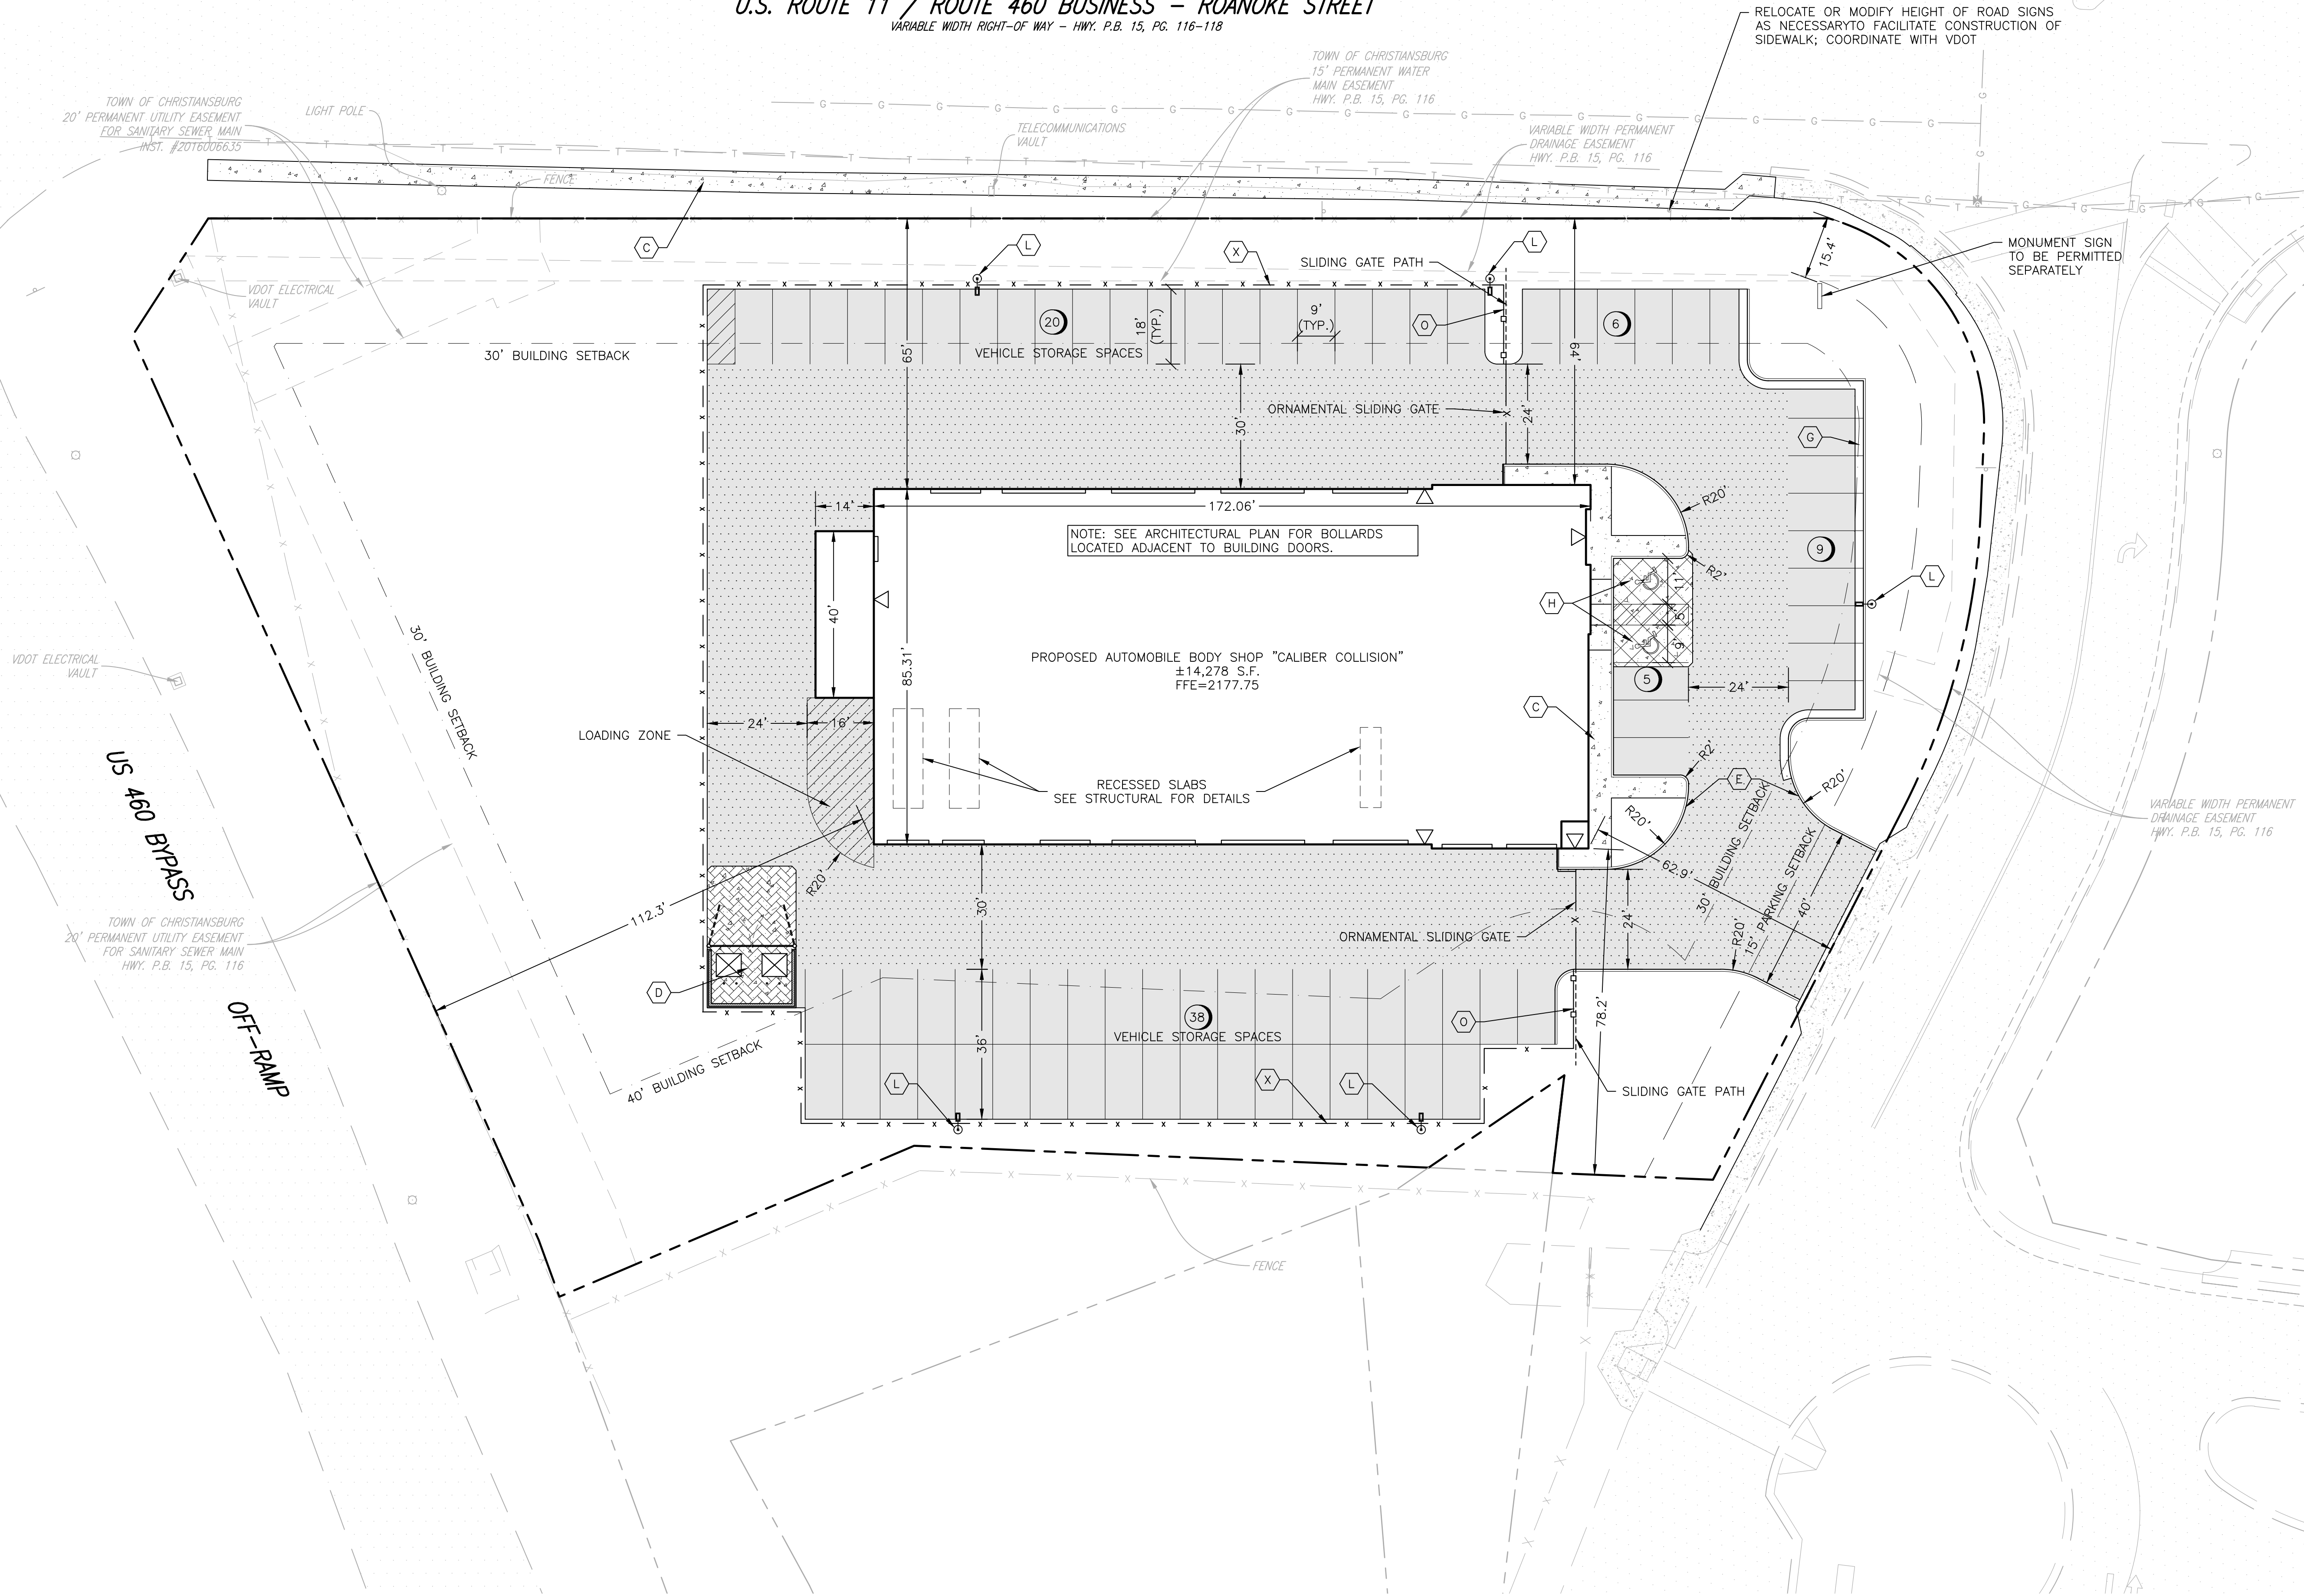 U.S. ROUTE 11 / ROUTE 460 BUSINESS – ROANOKE STREET
VARIABLE WIDTH RIGHT–OF WAY – HWY. P.B. 15, PG. 116–118
RELOCATE OR MODIFY HEIGHT OF ROAD SIGNS
AS NECESSARYTO FACILITATE CONSTRUCTION OF
SIDEWALK; COORDINATE WITH VDOT
TOWN OF CHRISTIANSBURG
15' PERMANENT WATER
MAIN EASEMENT
HWY. P.B. 15, PG. 116
TOWN OF CHRISTIANSBURG
20' PERMANENT UTILITY EASEMENT
FOR SANITARY SEWER MAIN
INST. #2016006635
LIGHT POLE
TELECOMMUNICATIONS
VAULT
VARIABLE WIDTH PERMANENT
DRAINAGE EASEMENT
HWY. P.B. 15, PG. 116
FENCE
C
L
X
L
SLIDING GATE PATH
15.4'
MONUMENT SIGN
TO BE PERMITTED
SEPARATELY
VDOT ELECTRICAL
VAULT
20
18'
(TYP.)
9'
(TYP.)
O
6
30' BUILDING SETBACK
65'
VEHICLE STORAGE SPACES
64'
30'
ORNAMENTAL SLIDING GATE
24'
G
14'
172.06'
R20'
NOTE: SEE ARCHITECTURAL PLAN FOR BOLLARDS
LOCATED ADJACENT TO BUILDING DOORS.
9
R2'
11'
L
H
5'
9'
40'
30' BUILDING SETBACK
VDOT ELECTRICAL
VAULT
85.31'
PROPOSED AUTOMOBILE BODY SHOP "CALIBER COLLISION"
±14,278 S.F.
FFE=2177.75
5
24'
C
24'
16'
LOADING ZONE
R2'
E
R20'
RECESSED SLABS
SEE STRUCTURAL FOR DETAILS
R20'
VARIABLE WIDTH PERMANENT
DRAINAGE EASEMENT
HWY. P.B. 15, PG. 116
US 460 BYPASS
30' BUILDING SETBACK
15' PARKING SETBACK
62.9'
R20'
112.3'
30'
24'
40'
R20'
TOWN OF CHRISTIANSBURG
20' PERMANENT UTILITY EASEMENT
FOR SANITARY SEWER MAIN
HWY. P.B. 15, PG. 116
ORNAMENTAL SLIDING GATE
D
OFF–RAMP
38
VEHICLE STORAGE SPACES
O
78.2'
36'
40' BUILDING SETBACK
L
X
L
SLIDING GATE PATH
FENCE